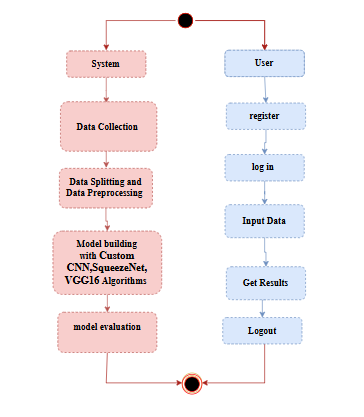 System
User
Data Collection
register
log in
Data Splitting and
Data Preprocessing
Input Data
Model building
with Custom
CNN,SqueezeNet,
VGG16 Algorithms
Get Results
model evaluation
Logout